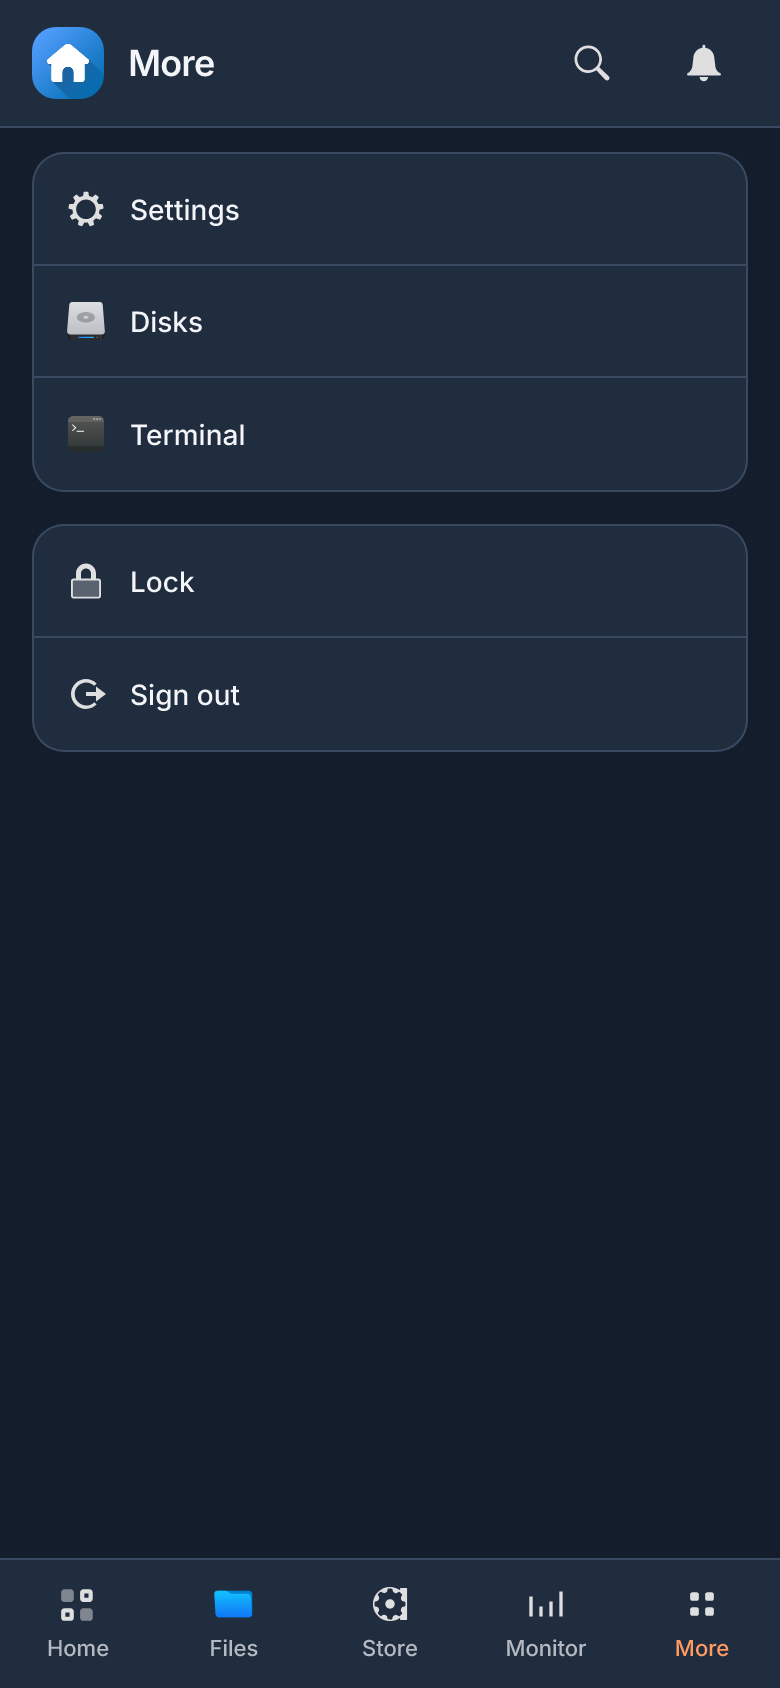 More
Settings
Disks
Terminal
Lock
Sign out
Home
Files
Store
Monitor
More